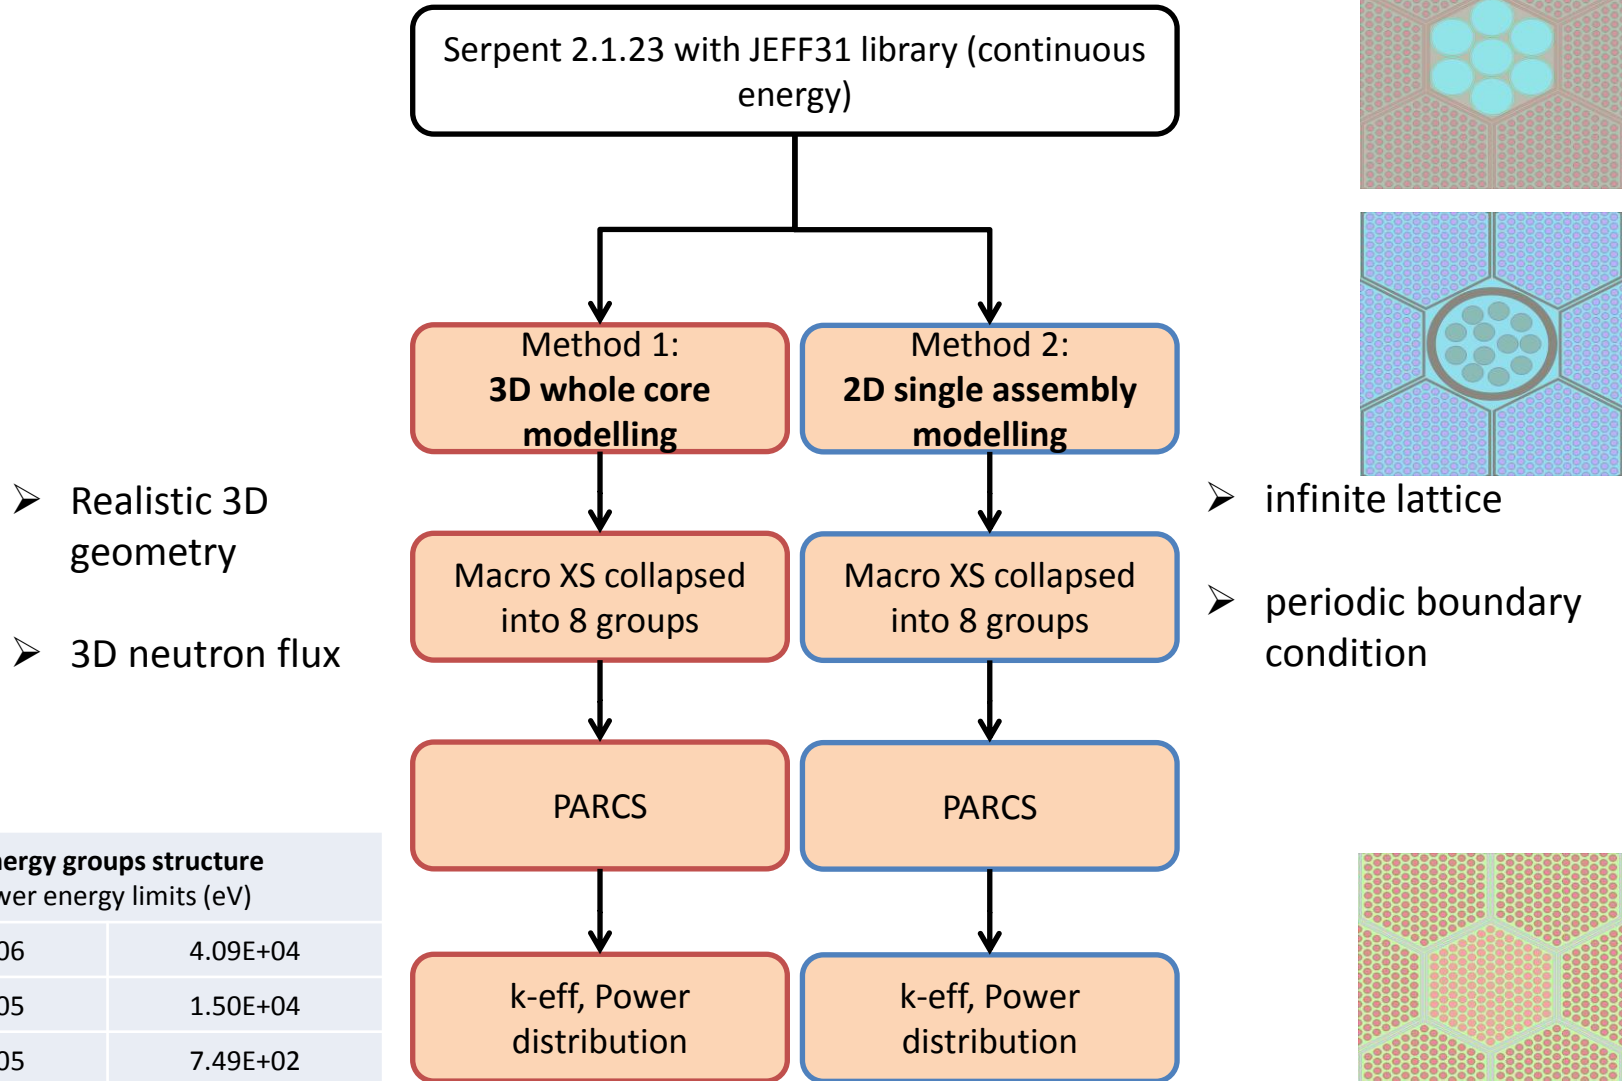 Serpent 2.1.23 with JEFF31 library (continuous
energy)
Method 1:
3D whole core
modelling
Method 2:
2D single assembly
modelling
➢ Realistic 3D
geometry
➢ 3D neutron flux
Macro XS collapsed
into 8 groups
Macro XS collapsed
into 8 groups
➢ infinite lattice
➢ periodic boundary
condition
PARCS
PARCS
groups structure
energy limits (eV)
06 4.09E+04
05 1.50E+04
05 7.49E+02
k-eff, Power
distribution
k-eff, Power
distribution